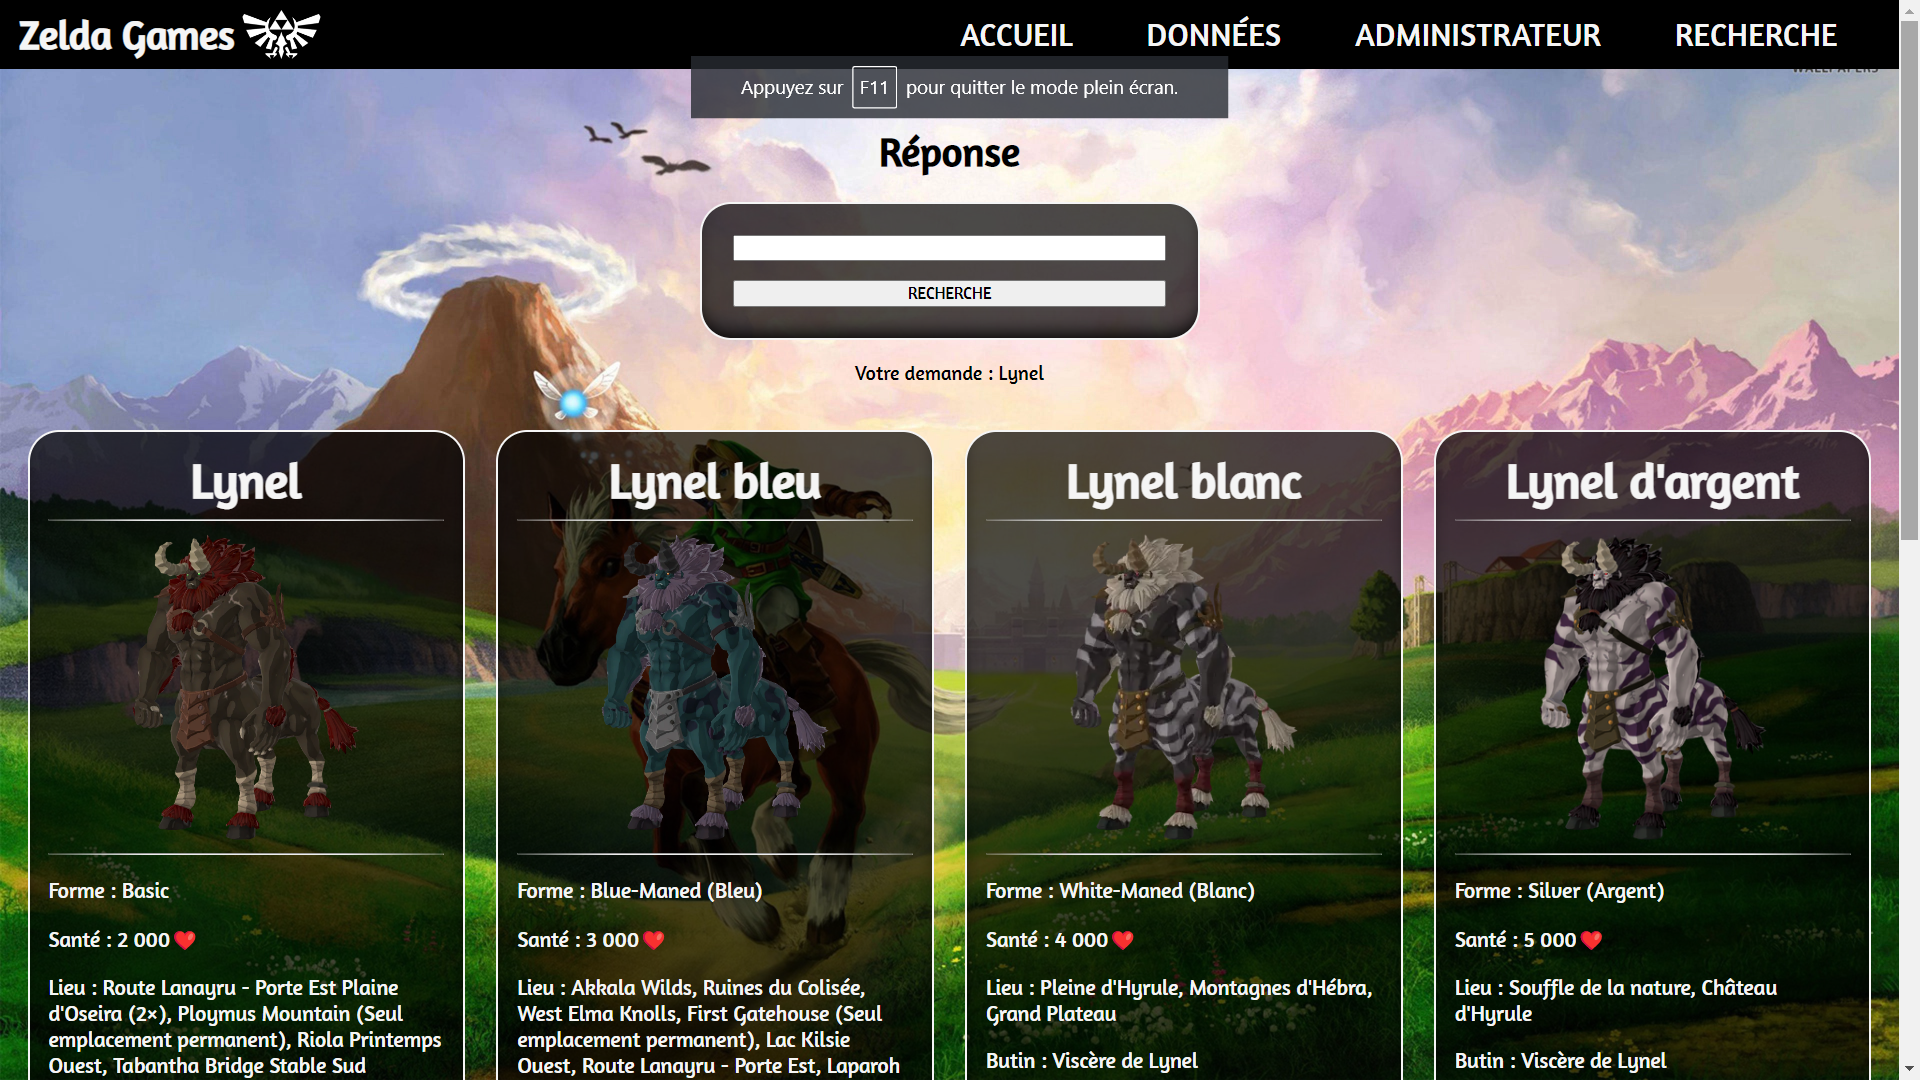 Zelda Games
ACCUEIL
DONNÉES
ADMINISTRATEUR
RECHERCHE
Appuyez sur F11 pour quitter le mode plein écran.
Réponse
RECHERCHE
Votre demande : Lynel
Lynel
Forme : Basic
Santé : 2 000❤️
Lieu : Route Lanayru - Porte Est Plaine
d'Oseira (2×), Ploymus Mountain (Seul
emplacement permanent), Riola Printemps
Ouest, Tabantha Bridge Stable Sud
Lynel bleu
Forme : Blue-Maned (Bleu)
Santé : 3 000❤️
Lieu : Akkala Wilds, Ruines du Colisée,
West Elma Knolls, First Gatehouse (Seul
emplacement permanent), Lac Kilsie
Ouest, Route Lanayru - Porte Est, Laparoh
Lynel blanc
Forme : White-Maned (Blanc)
Santé : 4 000❤️
Lieu : Pleine d'Hyrule, Montagnes d'Hébra,
Grand Plateau
Butin : Viscère de Lynel
Lynel d'argent
Forme : Silver (Argent)
Santé : 5 000❤️
Lieu : Souffle de la nature, Château
d'Hyrule
Butin : Viscère de Lynel